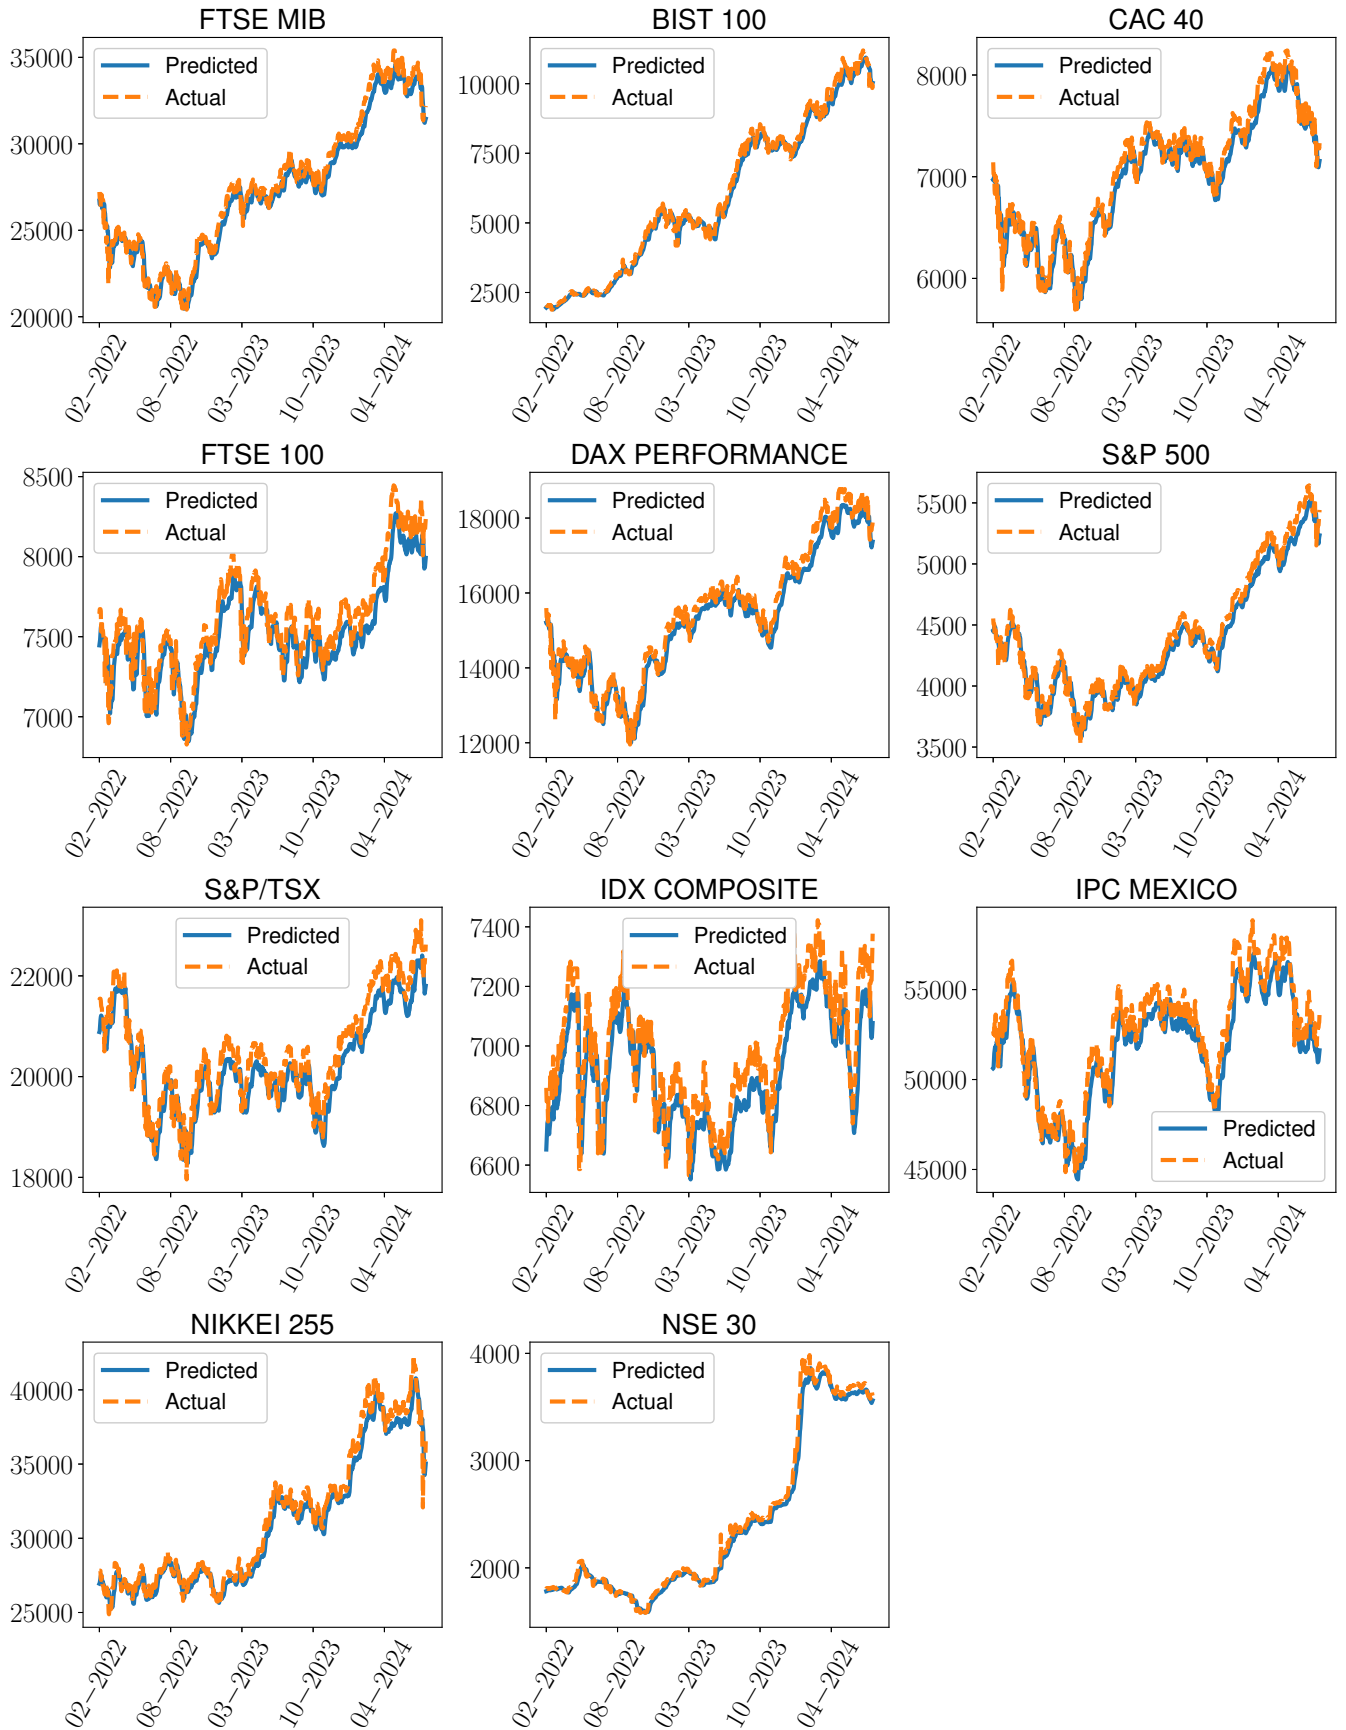 FTSE MIB
35000
30000
25000
20000
Predicted
Actual
02−2022
08−2022
03−2023
10−2023
04−2024
BIST 100
10000
7500
5000
2500
Predicted
Actual
02−2022
08−2022
03−2023
10−2023
04−2024
CAC 40
8000
7000
6000
Predicted
Actual
02−2022
08−2022
03−2023
10−2023
04−2024
FTSE 100
8500
8000
7500
7000
Predicted
Actual
02−2022
08−2022
03−2023
10−2023
04−2024
DAX PERFORMANCE
18000
16000
14000
12000
Predicted
Actual
02−2022
08−2022
03−2023
10−2023
04−2024
S&P 500
5500
5000
4500
4000
3500
Predicted
Actual
02−2022
08−2022
03−2023
10−2023
04−2024
S&P/TSX
22000
20000
18000
Predicted
Actual
02−2022
08−2022
03−2023
10−2023
04−2024
IDX COMPOSITE
7400
7200
7000
6800
6600
Predicted
Actual
02−2022
08−2022
03−2023
10−2023
04−2024
IPC MEXICO
55000
50000
45000
Predicted
Actual
02−2022
08−2022
03−2023
10−2023
04−2024
NIKKEI 255
40000
35000
30000
25000
Predicted
Actual
02−2022
08−2022
03−2023
10−2023
04−2024
NSE 30
4000
3000
2000
Predicted
Actual
02−2022
08−2022
03−2023
10−2023
04−2024